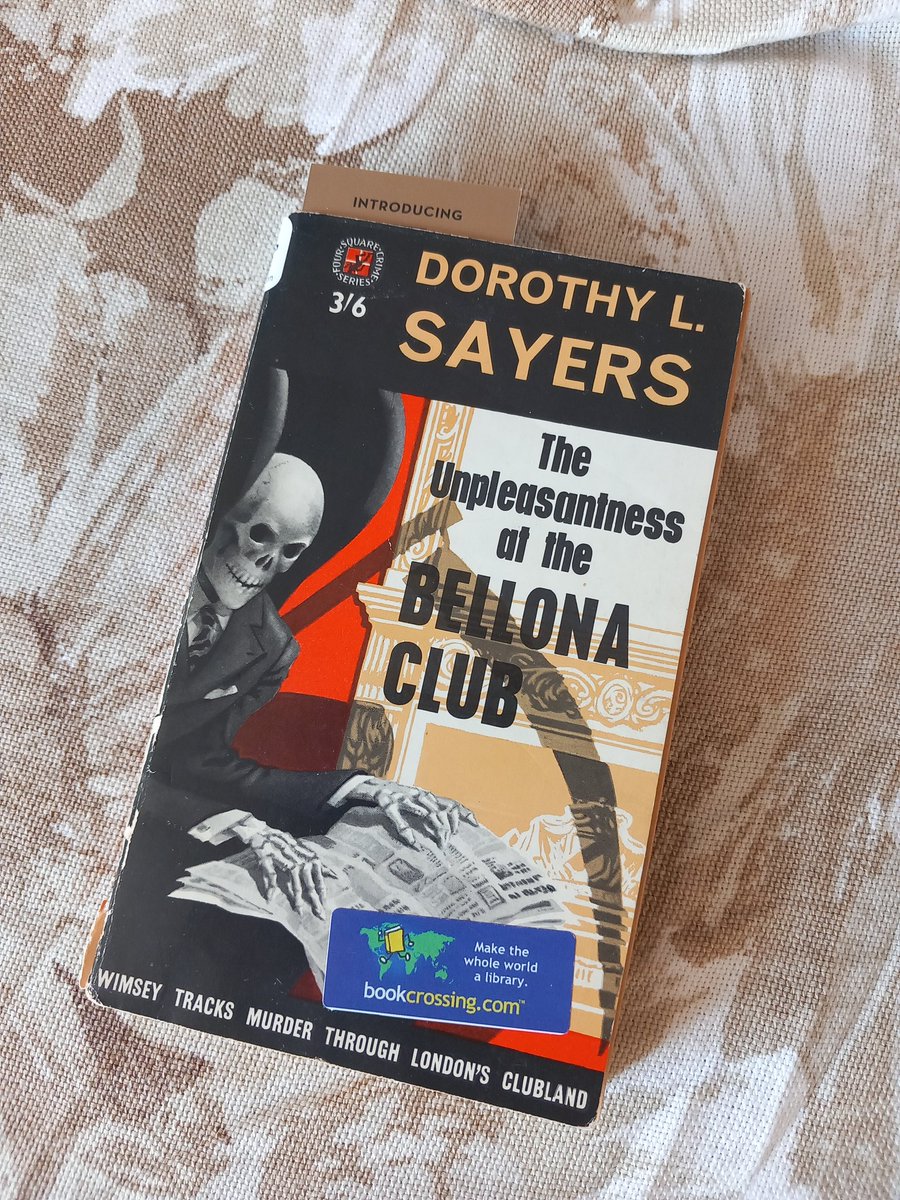 INTRODUCING
FOUR·SQUARE·CRIME·SERIES·
3/6
DOROTHY L.
SAYERS
The
Unpleasantness
at the
BELLONA
CLUB
Make the
whole world
a library.
bookcrossing.com™
WIMSEY TRACKS MURDER THROUGH LONDON'S CLUBLAND